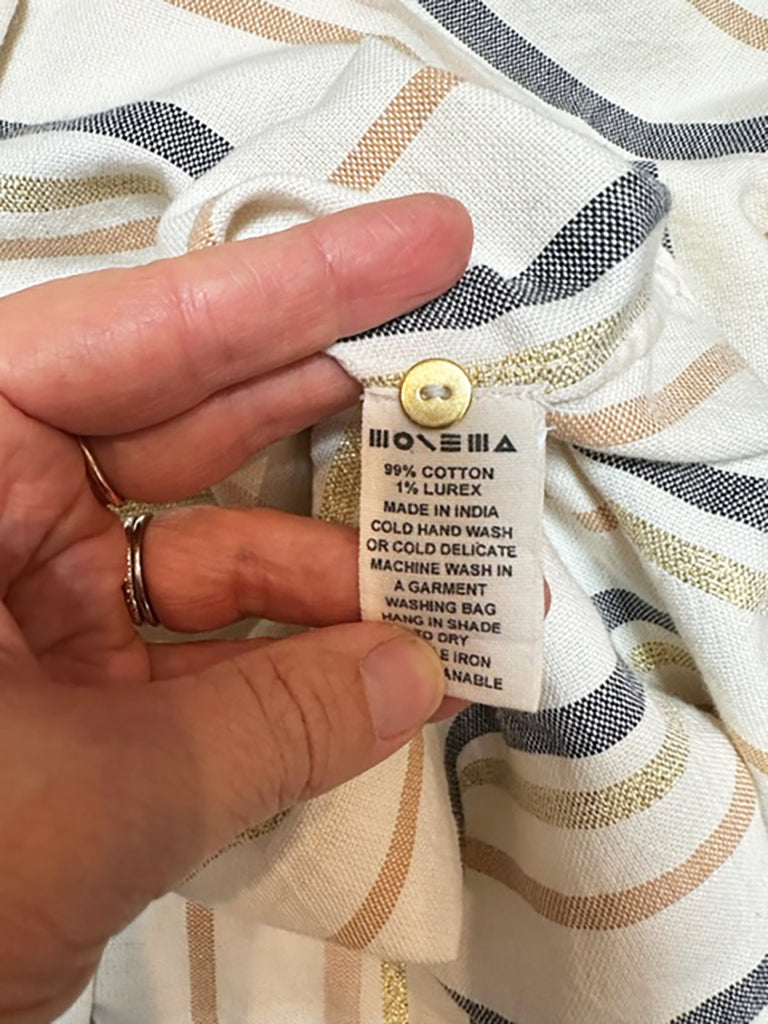 99% COTTON
1% LUREX
MADE IN INDIA
COLD HAND WASH
OR COLD DELICATE
MACHINE WASH IN
A GARMENT
WASHING BAG
HANG IN SHADE
TO DRY
IRON